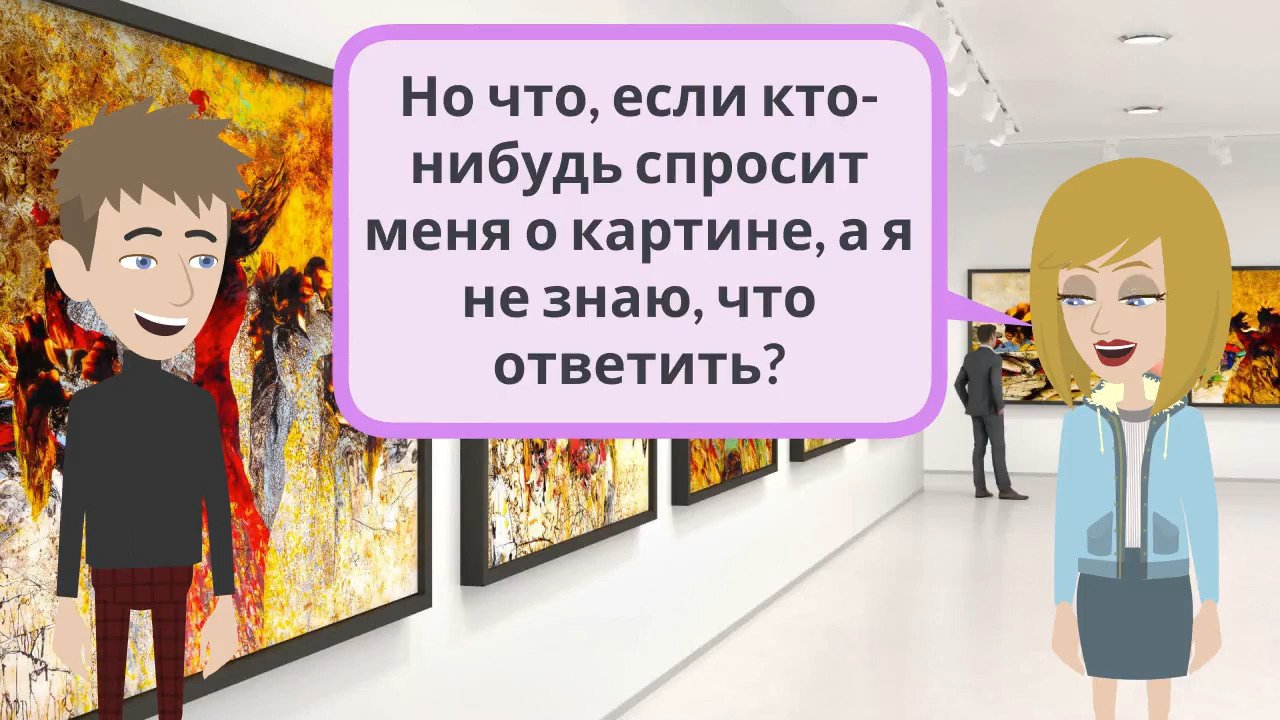 Но что, если кто-
нибудь спросит
меня о картине, а я
не знаю, что
ответить?